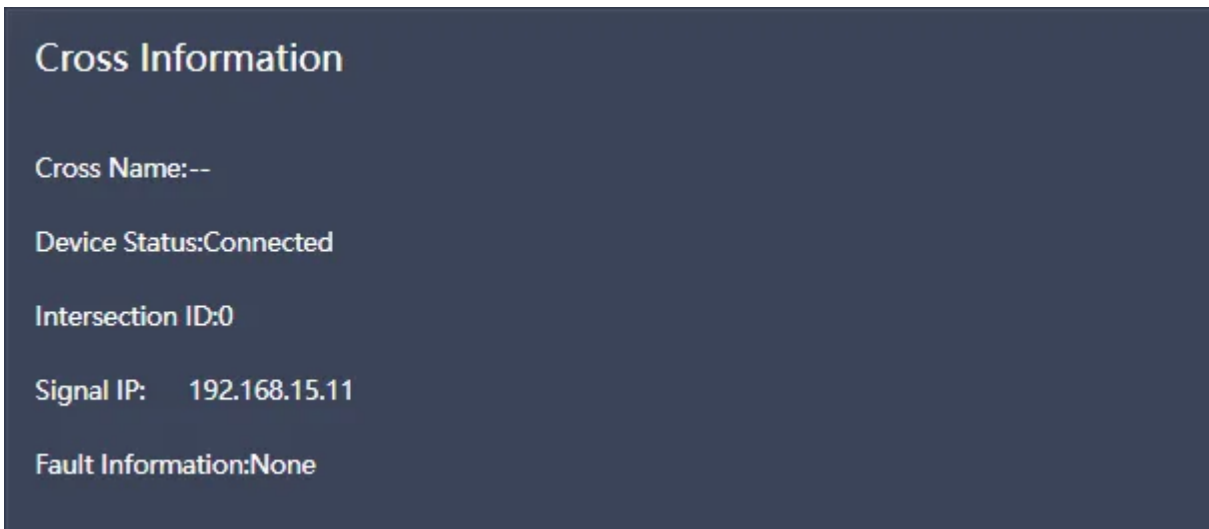 Cross Information
Cross Name:--
Device Status:Connected
Intersection ID:0
Signal IP: 192.168.15.11
Fault Information:None